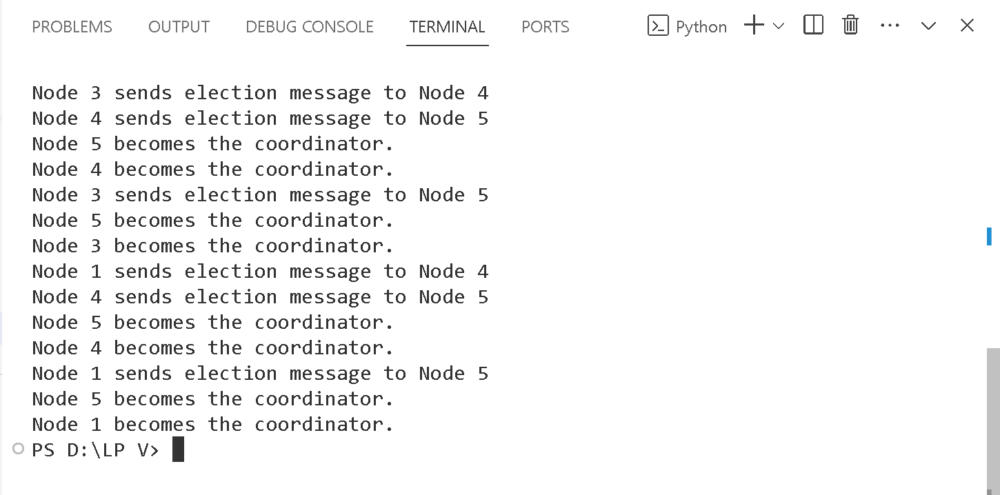 PROBLEMS OUTPUT DEBUG CONSOLE TERMINAL PORTS Python
Node 3 sends election message to Node 4
Node 4 sends election message to Node 5
Node 5 becomes the coordinator.
Node 4 becomes the coordinator.
Node 3 sends election message to Node 5
Node 5 becomes the coordinator.
Node 3 becomes the coordinator.
Node 1 sends election message to Node 4
Node 4 sends election message to Node 5
Node 5 becomes the coordinator.
Node 4 becomes the coordinator.
Node 1 sends election message to Node 5
Node 5 becomes the coordinator.
Node 1 becomes the coordinator.
PS D:\LP V>